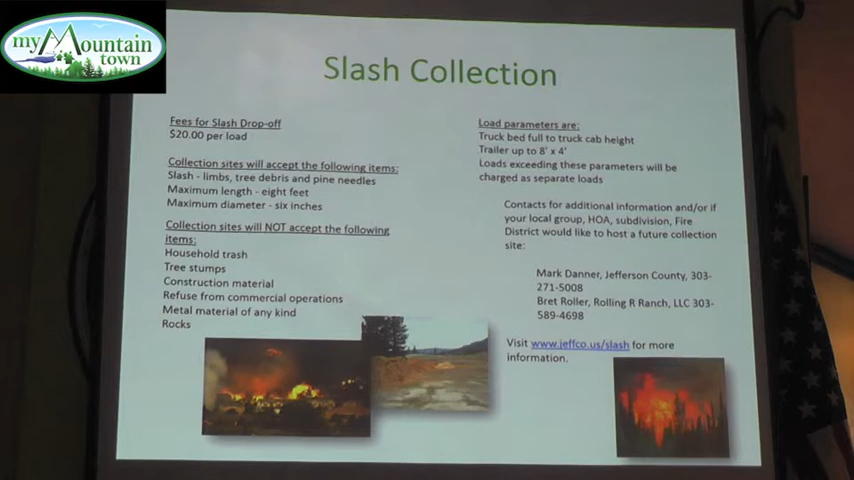 my Mountain
town
Slash Collection
Fees for Slash Drop-off
$20.00 per load
Collection sites will accept the following items:
Slash - limbs, tree debris and pine needles
Maximum length - eight feet
Maximum diameter - six inches
Collection sites will NOT accept the following
items:
Household trash
Tree stumps
Construction material
Refuse from commercial operations
Metal material of any kind
Rocks
Load parameters are:
Truck bed full to truck cab height
Trailer up to 8' x 4'
Loads exceeding these parameters will be
charged as separate loads
Contacts for additional information and/or if
your local group, HOA, subdivision, Fire
District would like to host a future collection
site:
Mark Danner, Jefferson County, 303-
271-5008
Bret Roller, Rolling R Ranch, LLC 303-
589-4698
Visit www.jeffco.us/slash for more
information.